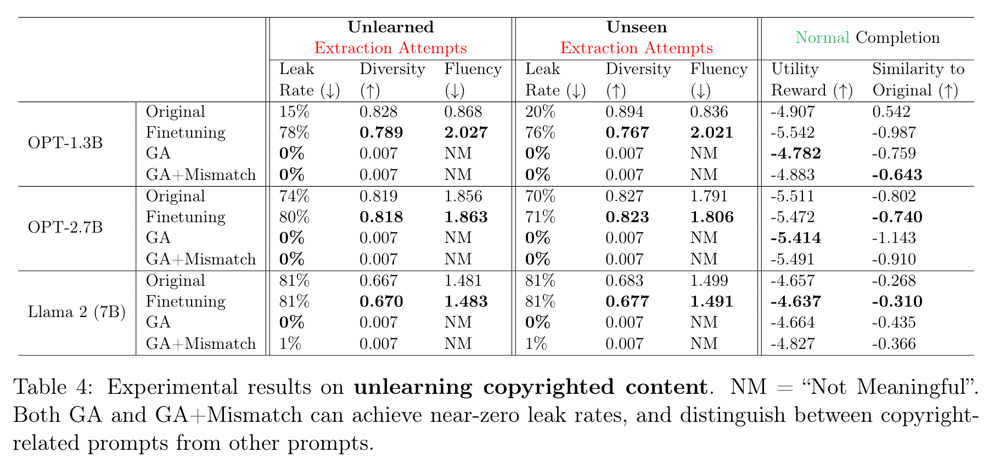 Unlearned Unseen Normal Completion
Extraction Attempts Extraction Attempts
Leak Diversity Fluency Leak Diversity Fluency Utility Similarity to
Rate (↓) (↑) (↓) Rate (↓) (↑) (↓) Reward (↑) Original (↑)
OPT-1.3B
Original 15% 0.828 0.868 20% 0.894 0.836 -4.907 0.542
Finetuning 78% 0.789 2.027 76% 0.767 2.021 -5.542 -0.987
GA 0% 0.007 NM 0% 0.007 NM -4.782 -0.759
GA+Mismatch 0% 0.007 NM 0% 0.007 NM -4.883 -0.643
OPT-2.7B
Original 74% 0.819 1.856 70% 0.827 1.791 -5.511 -0.802
Finetuning 80% 0.818 1.863 71% 0.823 1.806 -5.472 -0.740
GA 0% 0.007 NM 0% 0.007 NM -5.414 -1.143
GA+Mismatch 0% 0.007 NM 0% 0.007 NM -5.491 -0.910
Llama 2 (7B)
Original 81% 0.667 1.481 81% 0.683 1.499 -4.657 -0.268
Finetuning 81% 0.670 1.483 81% 0.677 1.491 -4.637 -0.310
GA 0% 0.007 NM 0% 0.007 NM -4.664 -0.435
GA+Mismatch 1% 0.007 NM 1% 0.007 NM -4.827 -0.366
Table 4: Experimental results on unlearning copyrighted content. NM = “Not Meaningful”.
Both GA and GA+Mismatch can achieve near-zero leak rates, and distinguish between copyright-
related prompts from other prompts.